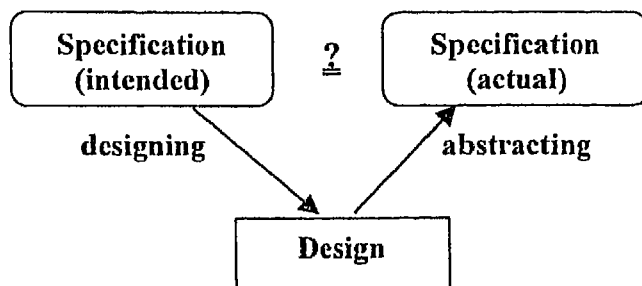 Specification
(intended)
?
=
Specification
(actual)
designing
abstracting
Design